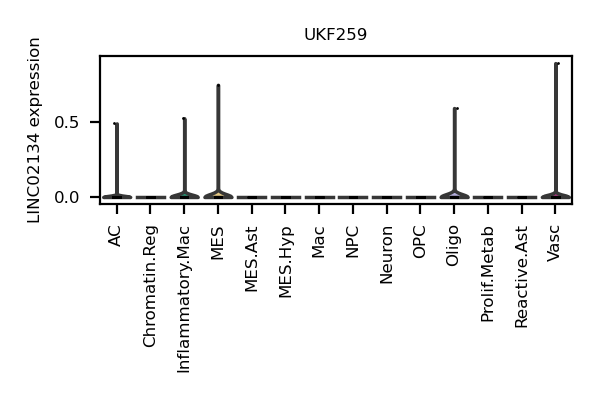 UKF259
LINC02134 expression
0.5
0.0
AC
Chromatin.Reg
Inflammatory.Mac
MES
MES.Ast
MES.Hyp
Mac
NPC
Neuron
OPC
Oligo
Prolif.Metab
Reactive.Ast
Vasc